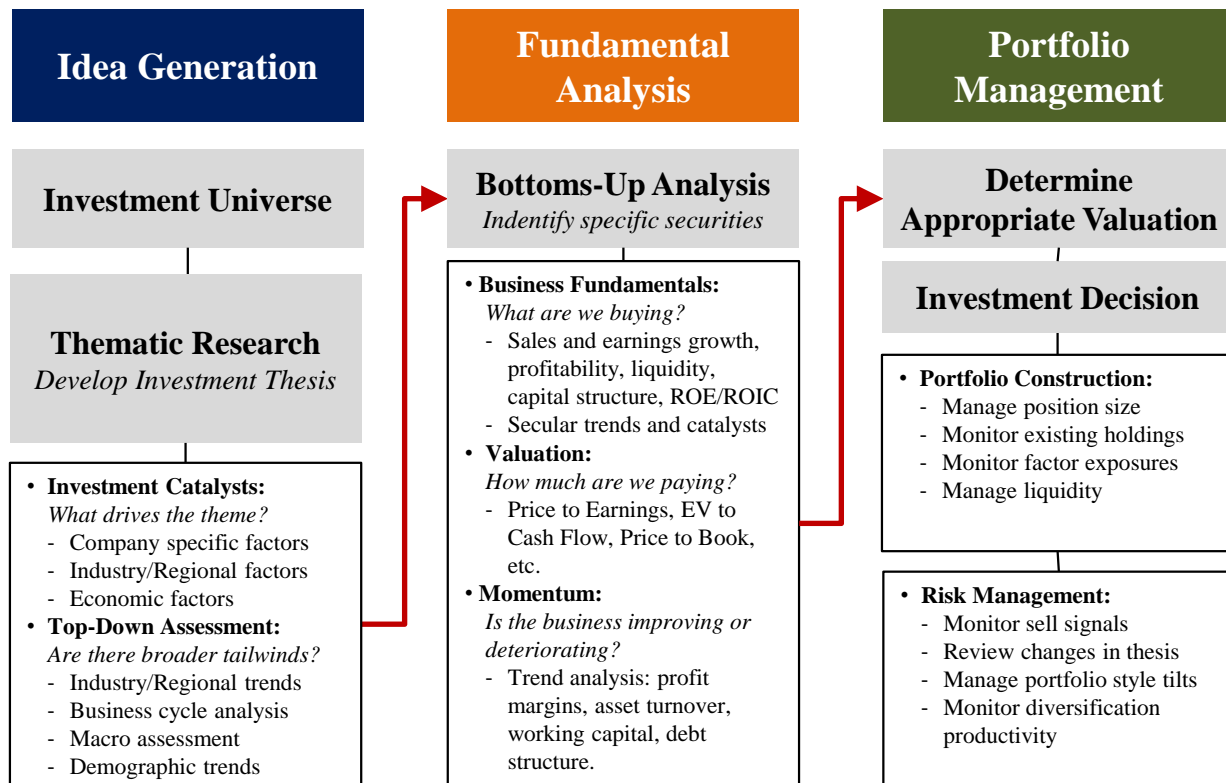 Idea Generation
Investment Universe
Thematic Research
Develop Investment Thesis
• Investment Catalysts:
What drives the theme?
- Company specific factors
- Industry/Regional factors
- Economic factors
• Top-Down Assessment:
Are there broader tailwinds?
- Industry/Regional trends
- Business cycle analysis
- Macro assessment
- Demographic trends
Fundamental
Analysis
Bottoms-Up Analysis
Indentify specific securities
• Business Fundamentals:
What are we buying?
- Sales and earnings growth,
profitability, liquidity,
capital structure, ROE/ROIC
- Secular trends and catalysts
• Valuation:
How much are we paying?
- Price to Earnings, EV to
Cash Flow, Price to Book,
etc.
• Momentum:
Is the business improving or
deteriorating?
- Trend analysis: profit
margins, asset turnover,
working capital, debt
structure.
Portfolio
Management
Determine
Appropriate Valuation
Investment Decision
• Portfolio Construction:
- Manage position size
- Monitor existing holdings
- Monitor factor exposures
- Manage liquidity
• Risk Management:
- Monitor sell signals
- Review changes in thesis
- Manage portfolio style tilts
- Monitor diversification
productivity